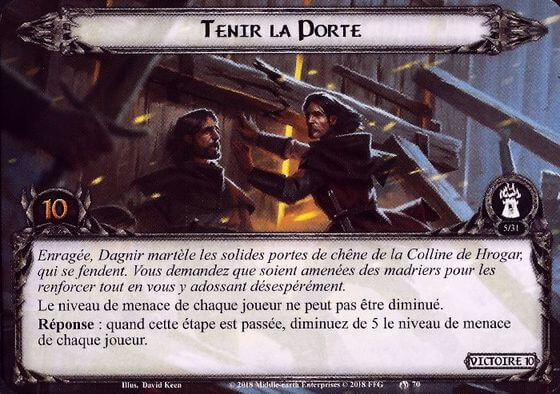 Tenir la Porte
10
5/31
Enragée, Dagnir martèle les solides portes de chêne de la Colline de Hrogar,
qui se fendent. Vous demandez que soient amenées des madriers pour les
renforcer tout en vous y adossant désespérément.
Le niveau de menace de chaque joueur ne peut pas être diminué.
Réponse : quand cette étape est passée, diminuez de 5 le niveau de menace
de chaque joueur.
VICTOIRE 10
Illus. David Keen © 2018 Middle-earth Enterprises © 2018 FFG 70